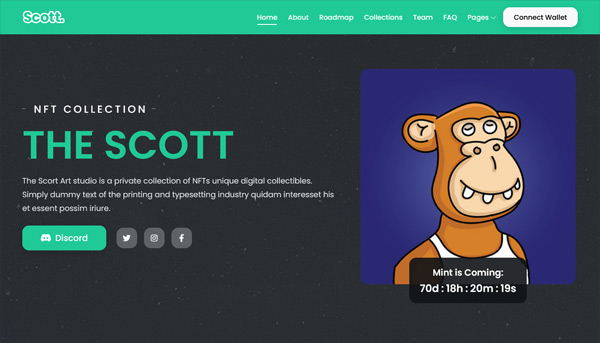 Scott.
Home About Roadmap Collections Team FAQ Pages Connect Wallet
- NFT COLLECTION -
THE SCOTT
The Scort Art studio is a private collection of NFTs unique digital collectibles.
Simply dummy text of the printing and typesetting industry quidam interesset his
et essent possim iriure.
Discord
Mint is Coming:
70d : 18h : 20m : 19s